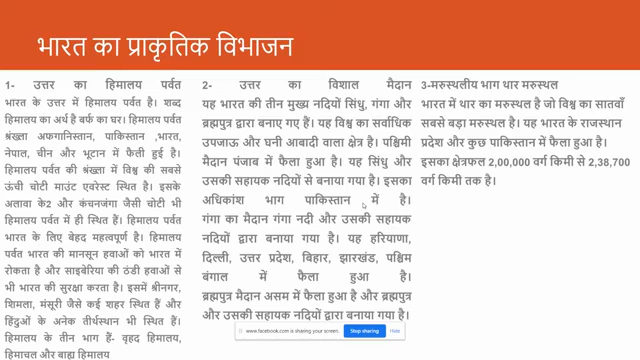 भारत का प्राकृतिक विभाजन
1- उत्तर का हिमालय पर्वत
भारत के उत्तर में हिमालय पर्वत है। शब्द
हिमालय का अर्थ है बर्फ का घर। हिमालय पर्वत
श्रंख्ला अफगानिस्तान, पाकिस्तान ,भारत,
नेपाल, चीन और भूटान में फैली हुई है।
हिमालय पर्वत की श्रंख्ला में विश्व की सबसे
ऊंची चोटी माउंट एवरेस्ट स्थित है। इसके
अलावा के2 और कंचनजंगा जैसी चोटी भी
हिमालय पर्वत में ही स्थित हैं। हिमालय पर्वत
भारत के लिए बेहद महत्वपूर्ण है। हिमालय
पर्वत भारत की मानसून हवाओं को भारत में
रोकता है और साइबेरिया की ठंडी हवाओं से
भी भारत की सुरक्षा करता है। इसमें श्रीनगर,
शिमला, मंसूरी जैसे कई शहर स्थित हैं और
हिंदुओं के अनेक तीर्थस्थान भी स्थित हैं।
हिमालय के तीन भाग हैं- वृहद हिमालय,
हिमाचल और बाह्य हिमालय
2- उत्तर का विशाल मैदान
यह भारत की तीन मुख्य नदियों सिंधु, गंगा और
ब्रह्मपुत्र द्वारा बनाए गए हैं। यह विश्व का सर्वाधिक
उपजाऊ और घनी आबादी वाला क्षेत्र है। पश्चिमी
मैदान पंजाब में फैला हुआ है। यह सिंधु और
उसकी सहायक नदियों से बनाया गया है। इसका
अधिकांश भाग पाकिस्तान में है।
गंगा का मैदान गंगा नदी और उसकी सहायक
नदियों द्वारा बनाया गया है। यह हरियाणा,
दिल्ली, उत्तर प्रदेश, बिहार, झारखंड, पश्चिम
बंगाल में फैला हुआ है।
ब्रह्मपुत्र मैदान असम में फैला हुआ है और ब्रह्मपुत्र
और उसकी सहायक नदियों द्वारा बनाया गया है।
3-मरुस्थलीय भाग थार मरुस्थल
भारत में थार का मरुस्थल है जो विश्व का सातवाँ
सबसे बड़ा मरुस्थल है। यह भारत के राजस्थान
प्रदेश और कुछ पाकिस्तान में फैला हुआ है।
इसका क्षेत्रफल 2,00,000 वर्ग किमी से 2,38,700
वर्ग किमी तक है।
www.facebook.com is sharing your screen. Stop sharing Hide